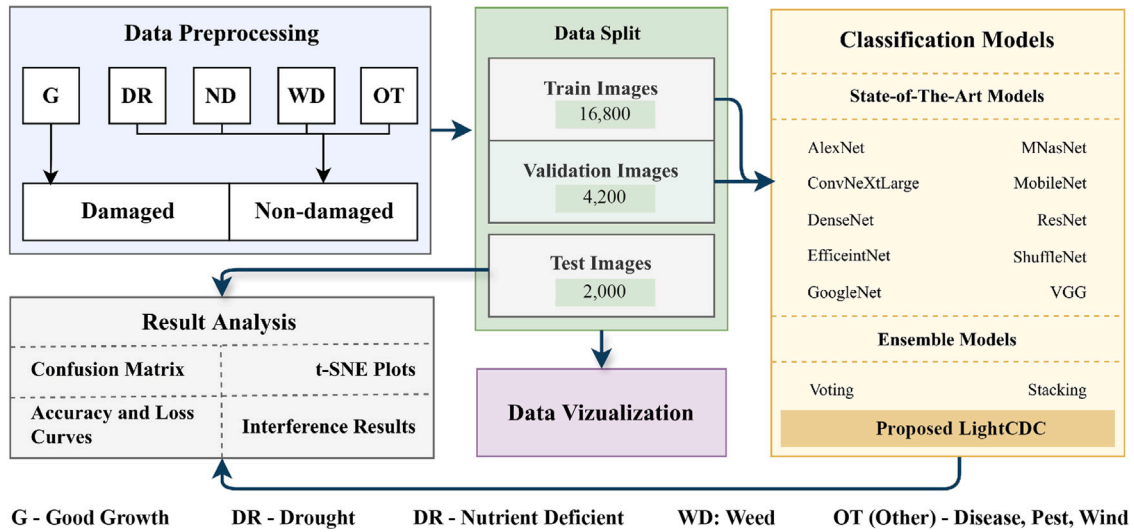 Data Preprocessing
G
DR
ND
WD
OT
Damaged
Non-damaged
Data Split
Train Images
16,800
Validation Images
4,200
Test Images
2,000
Data Vizualization
Classification Models
State-of-The-Art Models
AlexNet
MNasNet
ConvNeXtLarge
MobileNet
DenseNet
ResNet
EfficeintNet
ShuffleNet
GoogleNet
VGG
Ensemble Models
Voting
Stacking
Proposed LightCDC
Result Analysis
Confusion Matrix
t-SNE Plots
Accuracy and Loss
Curves
Interference Results
G - Good Growth
DR - Drought
DR - Nutrient Deficient
WD: Weed
OT (Other) - Disease, Pest, Wind